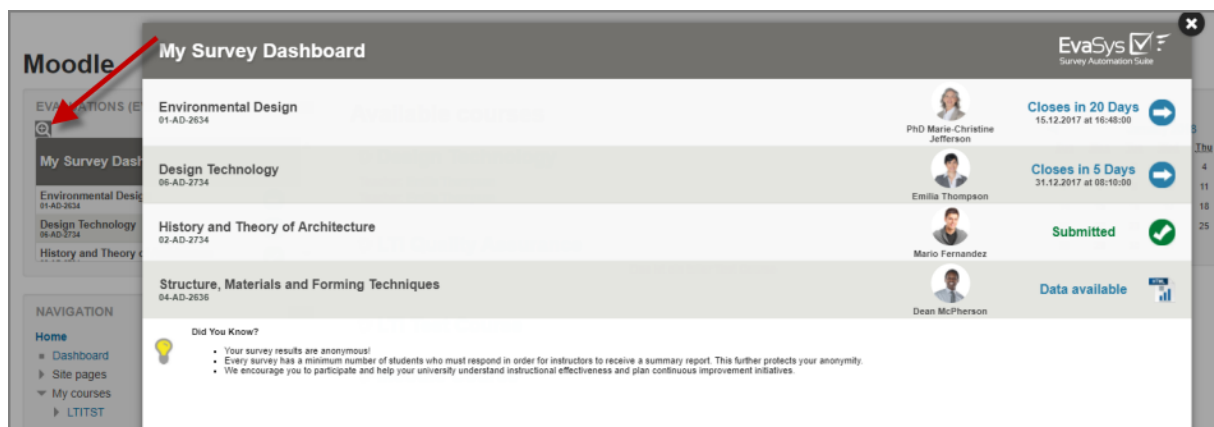 Moodle
EVALUATIONS (E
My Survey Dash
Environmental Desig
01-AD-2634
Design Technology
06-AD-2734
History and Theory
NAVIGATION
Home
Dashboard
Site pages
My courses
LTITST
My Survey Dashboard
EvaSys
Survey Automation Suite
Environmental Design
01-AD-2634
PhD Marie-Christine
Jefferson
Closes in 20 Days
15.12.2017 at 16:48:00
Design Technology
06-AD-2734
Emilia Thompson
Closes in 5 Days
31.12.2017 at 08:10:00
History and Theory of Architecture
02-AD-2734
Mario Fernandez
Submitted
Structure, Materials and Forming Techniques
04-AD-2636
Dean McPherson
Data available
HTML
Did You Know?
Your survey results are anonymous!
Every survey has a minimum number of students who must respond in order for instructors to receive a summary report. This further protects your anonymity.
We encourage you to participate and help your university understand instructional effectiveness and plan continuous improvement initiatives.
Thu
4
11
18
25